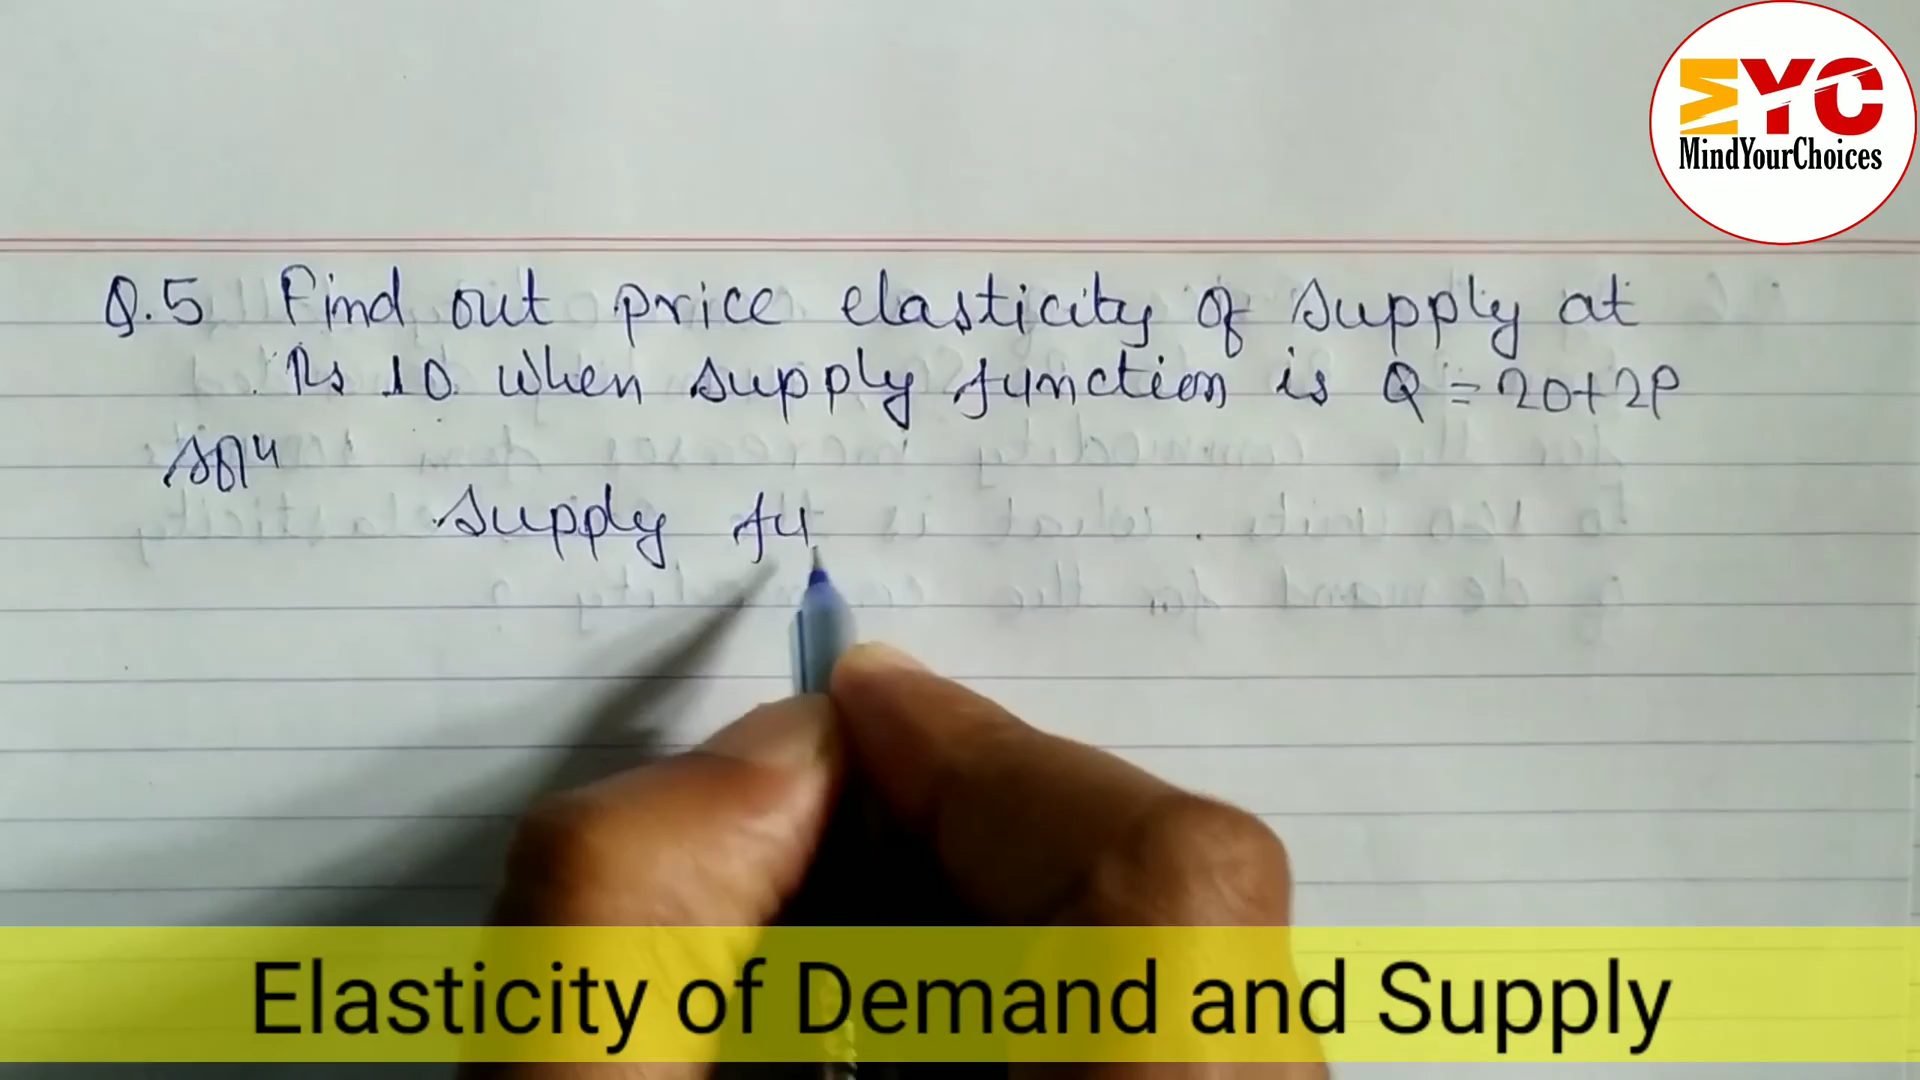 MYC
MindYourChoices
Q.5 Find out price elasticity of supply at
Rs 10 when supply function is Q = 20+2P
Supply fu
Elasticity of Demand and Supply